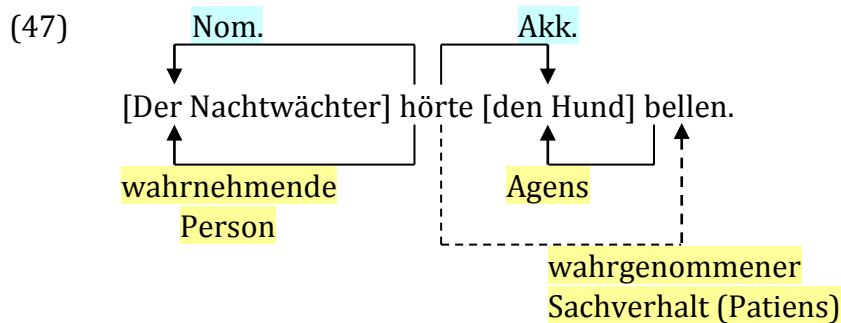 (47) Nom. Akk.
[Der Nachtwächter] hörte [den Hund] bellen.
wahrnehmende Agens
Person
wahrgenommener
Sachverhalt (Patiens)